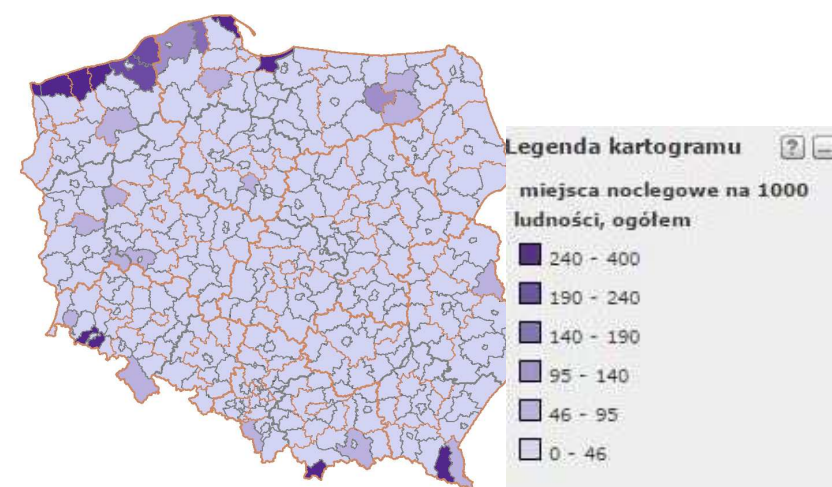 Legenda kartogramu ?
miejsca noclegowe na 1000
ludności, ogółem
240 - 400
190 - 240
140 - 190
95 - 140
46 - 95
0 - 46